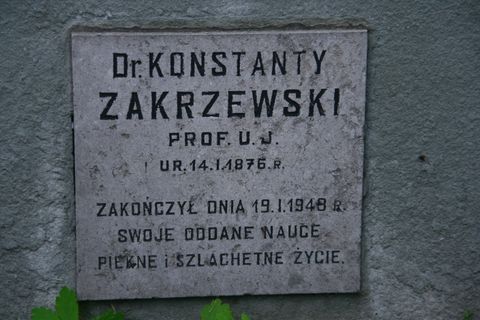 Dr. KONSTANTY
ZAKRZEWSKI
PROF. U. J.
UR. 14.I.1876 R.
ZAKOŃCZYŁ DNIA 19.I.1948 R.
SWOJE ODDANE NAUCE
PIĘKNE i SZLACHETNE ŻYCIE.